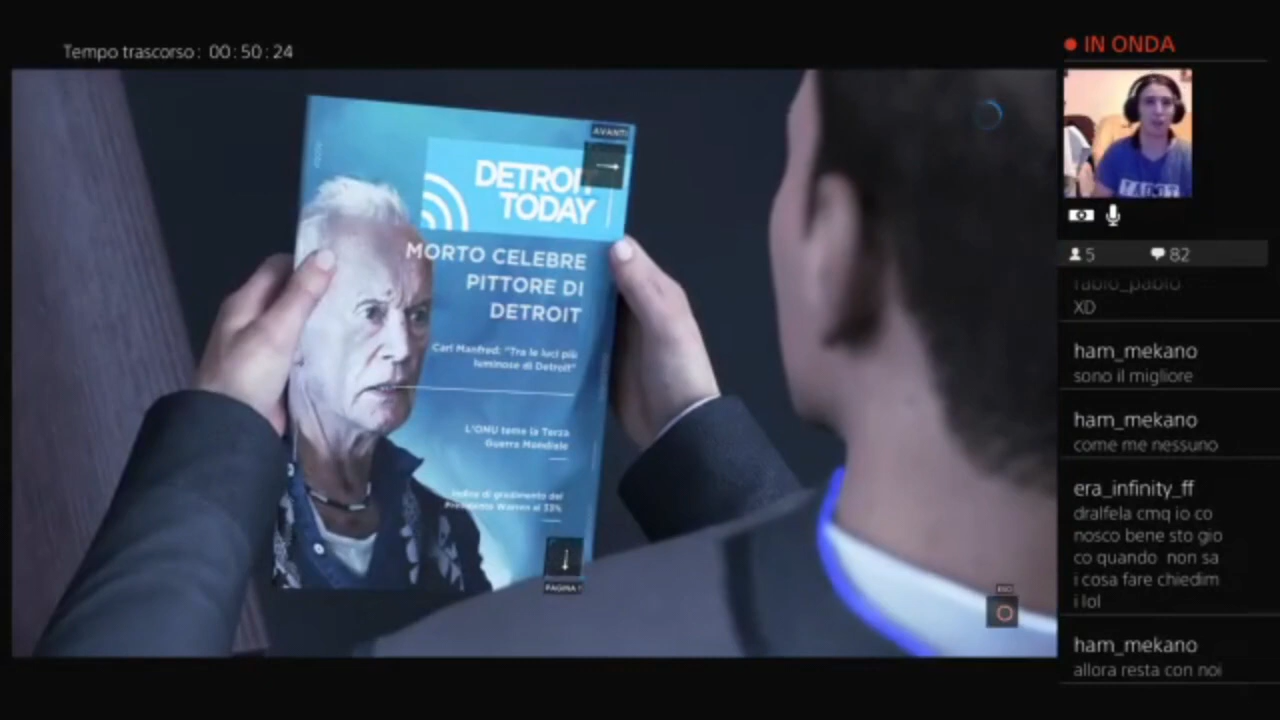 Tempo trascorso: 00:50:24
IN ONDA
AVANTI
DETROIT
TODAY
MORTO CELEBRE
PITTORE DI
DETROIT
Carl Manfred: "Tra le luci più
luminose di Detroit"
L'ONU teme la Terza
Guerra Mondiale
Indice di gradimento del
Presidente Warren al 33%
PAGINA 1
5
82
fabio_pablo
XD
ham_mekano
sono il migliore
ham_mekano
come me nessuno
era_infinity_ff
dralfela cmq io co
nosco bene sto gio
co quando non sa
i cosa fare chiedim
i lol
ham_mekano
allora resta con noi